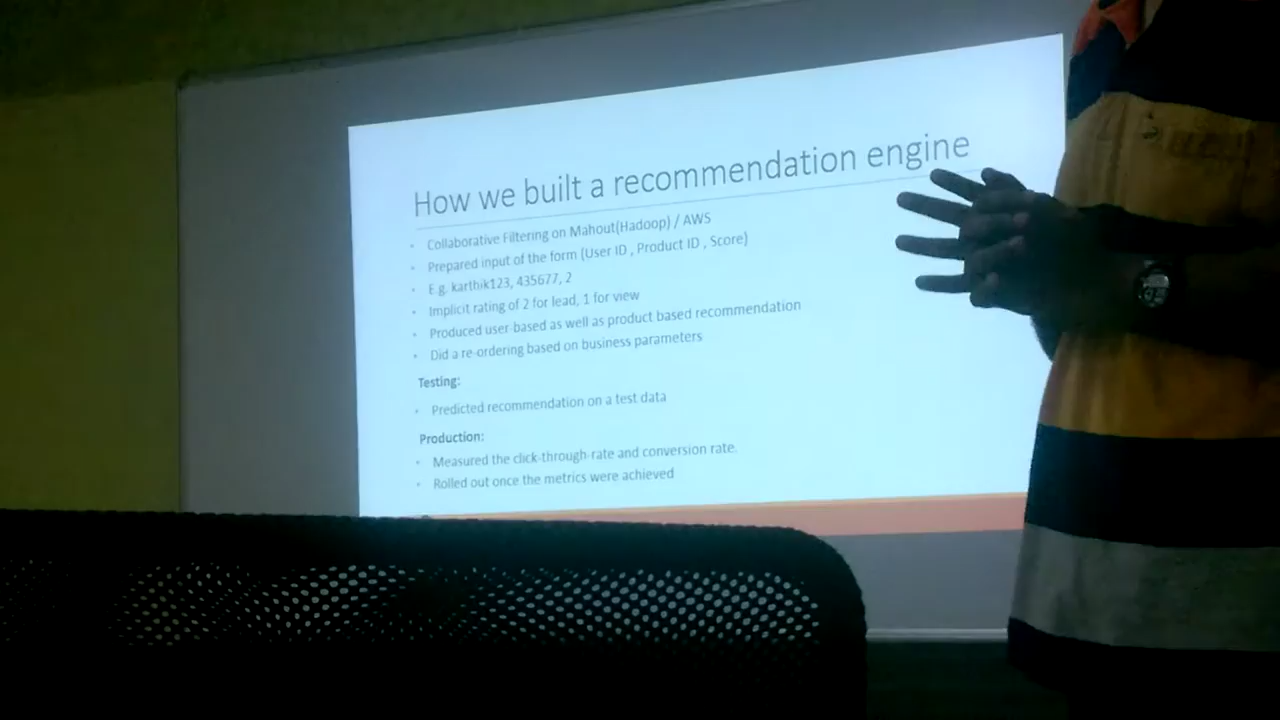 How we built a recommendation engine
Collaborative Filtering on Mahout(Hadoop) / AWS
Prepared input of the form (User ID , Product ID , Score)
E.g. karthik123, 435677, 2
Implicit rating of 2 for lead, 1 for view
Produced user-based as well as product based recommendation
Did a re-ordering based on business parameters
Testing:
Predicted recommendation on a test data
Production:
Measured the click-through-rate and conversion rate.
Rolled out once the metrics were achieved